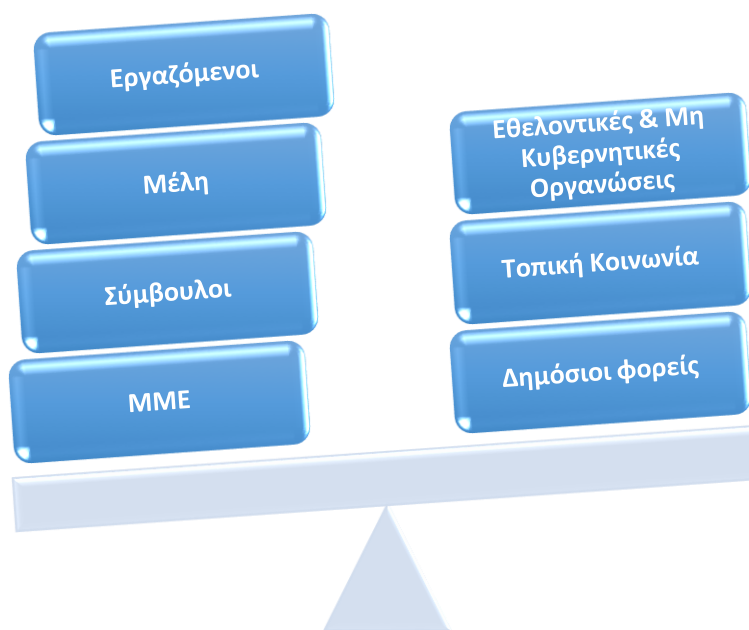 Εργαζόμενοι
Μέλη
Σύμβουλοι
ΜΜΕ
Εθελοντικές & Μη
Κυβερνητικές
Οργανώσεις
Τοπική Κοινωνία
Δημόσιοι φορείς